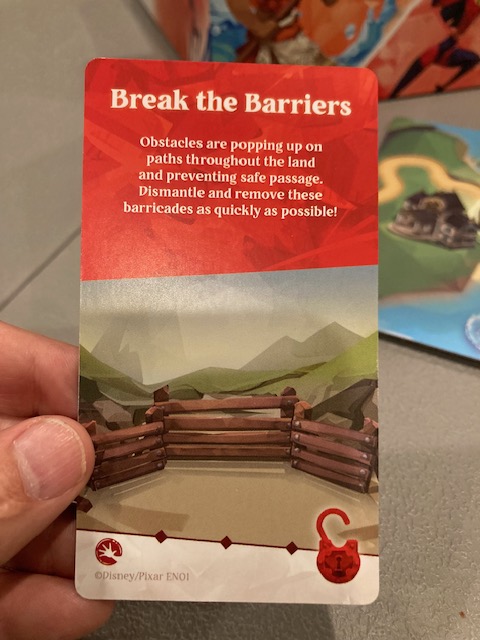 Break the Barriers
Obstacles are popping up on
paths throughout the land
and preventing safe passage.
Dismantle and remove these
barricades as quickly as possible!
©Disney/Pixar EN01